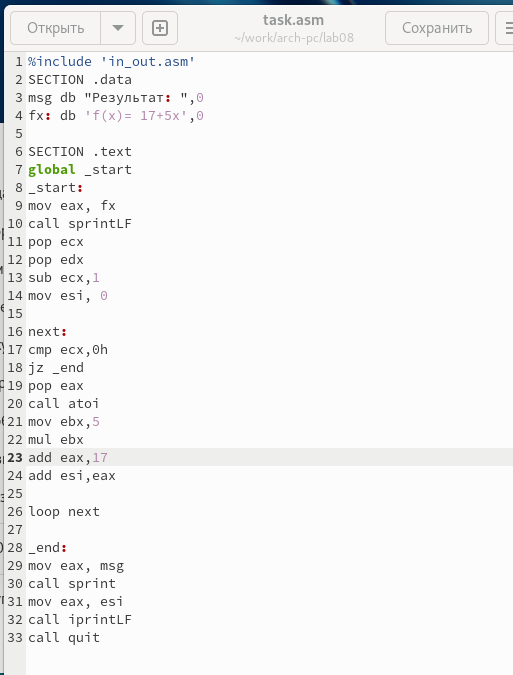 Открыть
task.asm
~/work/arch-pc/lab08
Сохранить
1 %include 'in_out.asm'
2 SECTION .data
3 msg db "Результат: ",0
4 fx: db 'f(x)= 17+5x',0
5
6 SECTION .text
7 global _start
8 _start:
9 mov eax, fx
10 call sprintLF
11 pop ecx
12 pop edx
13 sub ecx,1
14 mov esi, 0
15
16 next:
17 cmp ecx,0h
18 jz _end
19 pop eax
20 call atoi
21 mov ebx,5
22 mul ebx
23 add eax,17
24 add esi,eax
25
26 loop next
27
28 _end:
29 mov eax, msg
30 call sprint
31 mov eax, esi
32 call iprintLF
33 call quit